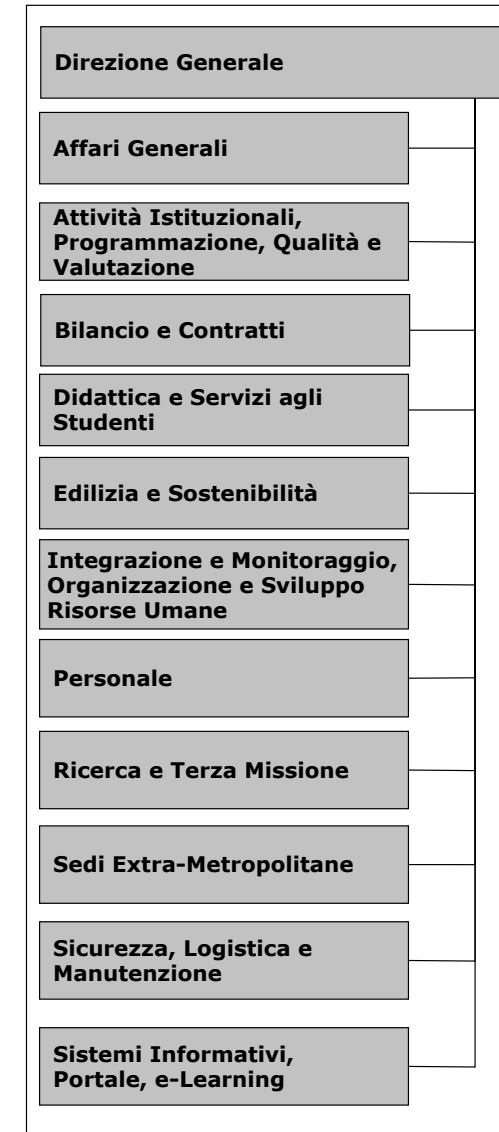 Direzione Generale
Affari Generali
Attività Istituzionali,
Programmazione, Qualità e
Valutazione
Bilancio e Contratti
Didattica e Servizi agli
Studenti
Edilizia e Sostenibilità
Integrazione e Monitoraggio,
Organizzazione e Sviluppo
Risorse Umane
Personale
Ricerca e Terza Missione
Sedi Extra-Metropolitane
Sicurezza, Logistica e
Manutenzione
Sistemi Informativi,
Portale, e-Learning